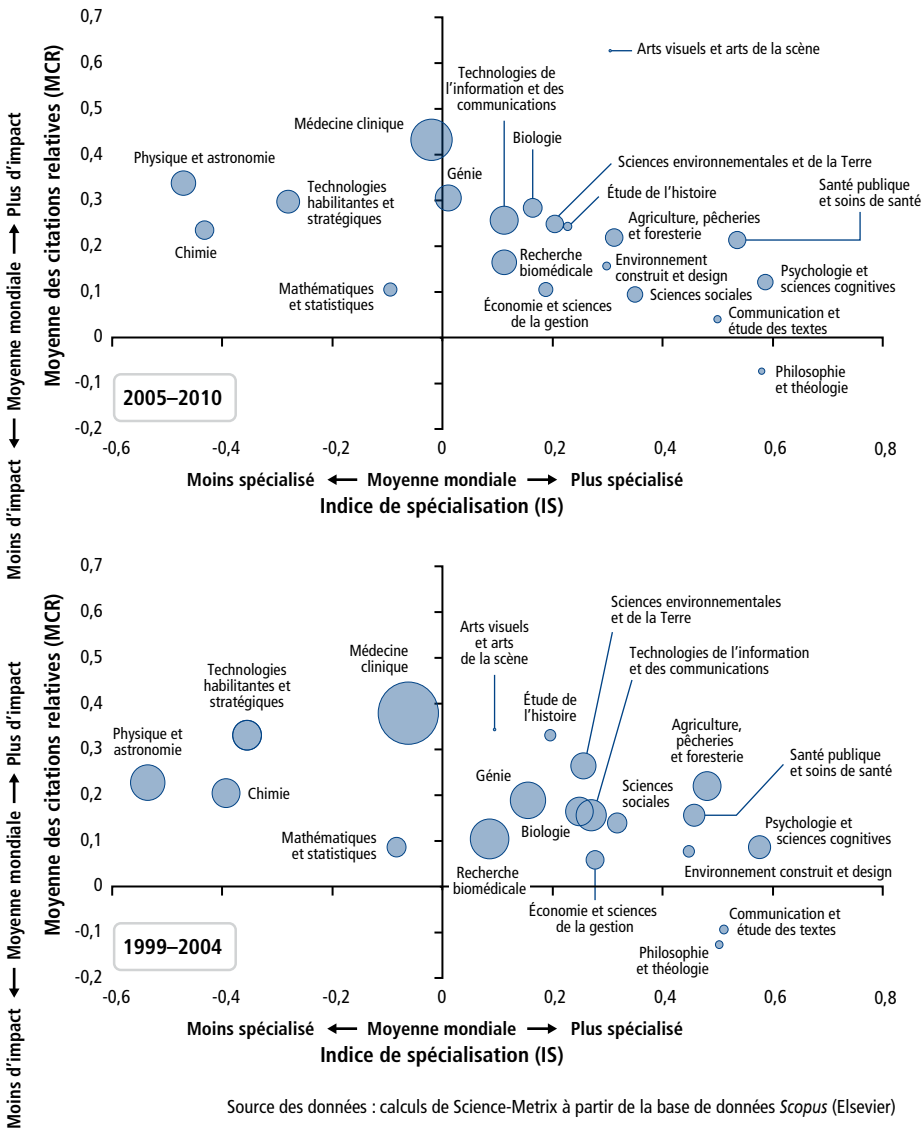 0,7
0,6
0,5
0,4
0,3
0,2
0,1
0
-0,1
-0,2
-0,6
-0,4
-0,2
0
0,2
0,4
0,6
0,8
Moins d'impact ← Moyenne mondiale → Plus d'impact
Moyenne des citations relatives (MCR)
Arts visuels et arts de la scène
Technologies de
l'information et des
communications
Médecine clinique
Biologie
Physique et astronomie
Génie
Sciences environnementales et de la Terre
Technologies
habilitantes et
stratégiques
Étude de l'histoire
Santé publique
et soins de santé
Agriculture, pêcheries
et foresterie
Chimie
Recherche
biomédicale
Environnement
construit et design
Psychologie et
sciences cognitives
Mathématiques
et statistiques
Économie et sciences
de la gestion
Sciences sociales
Communication et
étude des textes
Philosophie
et théologie
2005–2010
Moins spécialisé ← Moyenne mondiale → Plus spécialisé
Indice de spécialisation (IS)
0,7
0,6
0,5
0,4
0,3
0,2
0,1
0
-0,1
-0,2
-0,6
-0,4
-0,2
0
0,2
0,4
0,6
0,8
Moins d'impact ← Moyenne mondiale → Plus d'impact
Moyenne des citations relatives (MCR)
Sciences environnementales
et de la Terre
Arts visuels
et arts
de la scène
Technologies de l'information
et des communications
Médecine
clinique
Technologies
habilitantes et
stratégiques
Étude de
l'histoire
Agriculture,
pêcheries
et foresterie
Physique et
astronomie
Santé publique
et soins de santé
Génie
Chimie
Sciences
sociales
Biologie
Psychologie et
sciences cognitives
Mathématiques
et statistiques
Recherche
biomédicale
Environnement construit et design
Économie et sciences
de la gestion
Communication et
étude des textes
Philosophie
et théologie
1999–2004
Moins spécialisé ← Moyenne mondiale → Plus spécialisé
Indice de spécialisation (IS)
Source des données : calculs de Science-Metrix à partir de la base de données Scopus (Elsevier)